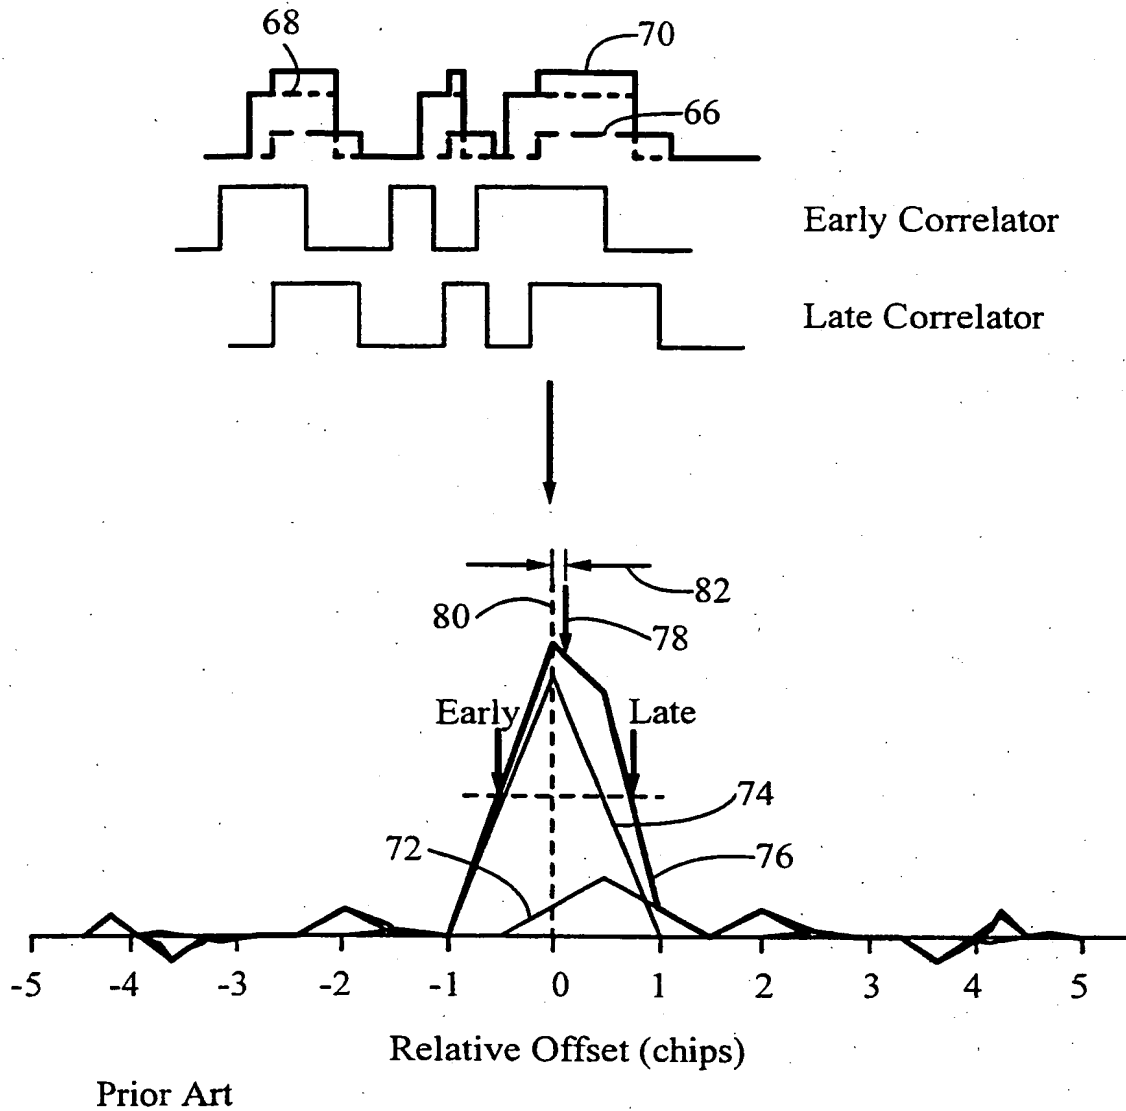 68
70
66
Early Correlator
Late Correlator
82
80
78
Early
Late
74
72
76
-5 -4 -3 -2 -1 0 1 2 3 4 5
Relative Offset (chips)
Prior Art